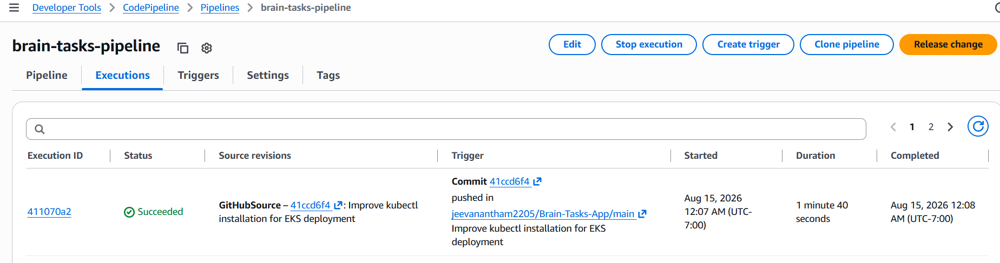 Developer Tools > CodePipeline > Pipelines > brain-tasks-pipeline
brain-tasks-pipeline
Edit
Stop execution
Create trigger
Clone pipeline
Release change
Pipeline
Executions
Triggers
Settings
Tags
1
2
Execution ID
Status
Source revisions
Trigger
Started
Duration
Completed
411070a2
Succeeded
GitHubSource – 41ccd6f4 : Improve kubectl
installation for EKS deployment
Commit 41ccd6f4
pushed in
jeevanantham2205/Brain-Tasks-App/main
Improve kubectl installation for EKS
deployment
Aug 15, 2026
12:07 AM (UTC-
7:00)
1 minute 40
seconds
Aug 15, 2026 12:08
AM (UTC-7:00)